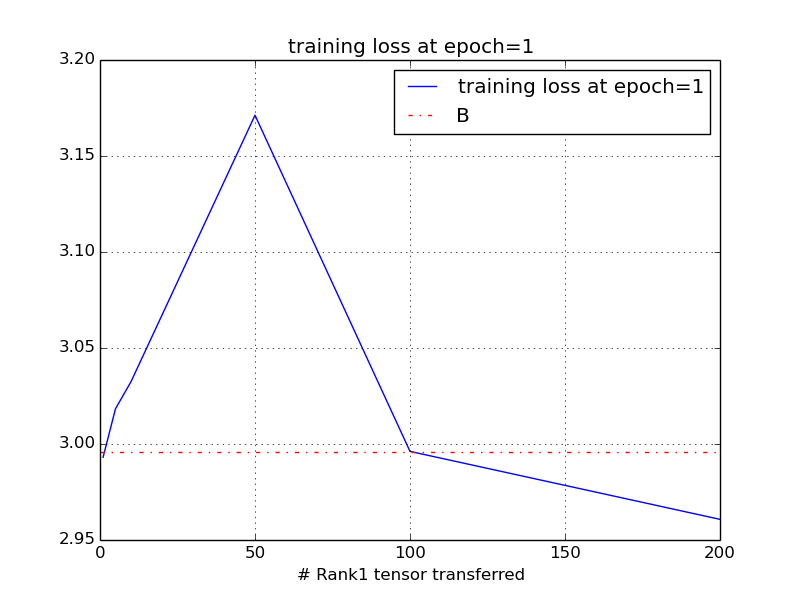 training loss at epoch=1
3.20
3.15
3.10
3.05
3.00
2.95
training loss at epoch=1
B
0 50 100 150 200
# Rank1 tensor transferred